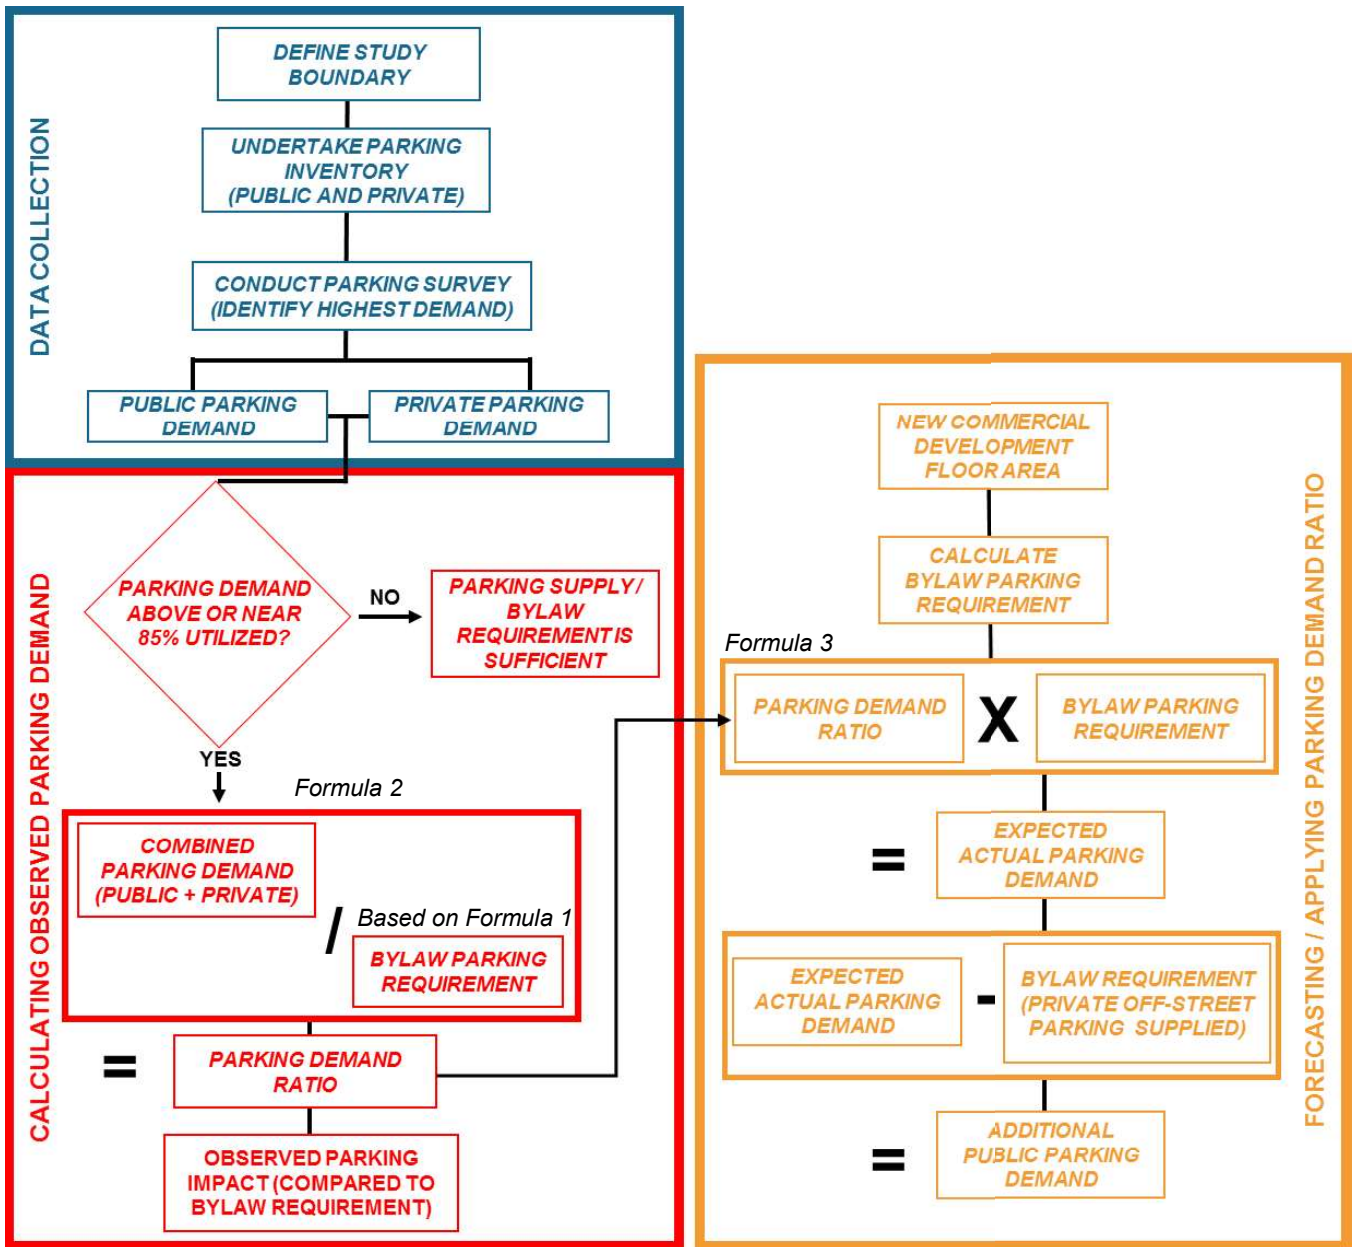 DATA COLLECTION
DEFINE STUDY
BOUNDARY
UNDERTAKE PARKING
INVENTORY
(PUBLIC AND PRIVATE)
CONDUCT PARKING SURVEY
(IDENTIFY HIGHEST DEMAND)
PUBLIC PARKING
DEMAND
PRIVATE PARKING
DEMAND
CALCULATING OBSERVED PARKING DEMAND
PARKING DEMAND
ABOVE OR NEAR
85% UTILIZED?
NO
PARKING SUPPLY /
BYLAW
REQUIREMENT IS
SUFFICIENT
YES
Formula 2
COMBINED
PARKING DEMAND
(PUBLIC + PRIVATE)
/
Based on Formula 1
BYLAW PARKING
REQUIREMENT
=
PARKING DEMAND
RATIO
OBSERVED PARKING
IMPACT (COMPARED TO
BYLAW REQUIREMENT)
FORECASTING / APPLYING PARKING DEMAND RATIO
NEW COMMERCIAL
DEVELOPMENT
FLOOR AREA
CALCULATE
BYLAW PARKING
REQUIREMENT
Formula 3
PARKING DEMAND
RATIO
X
BYLAW PARKING
REQUIREMENT
=
EXPECTED
ACTUAL PARKING
DEMAND
EXPECTED
ACTUAL PARKING
DEMAND
-
BYLAW REQUIREMENT
(PRIVATE OFF-STREET
PARKING SUPPLIED)
=
ADDITIONAL
PUBLIC PARKING
DEMAND